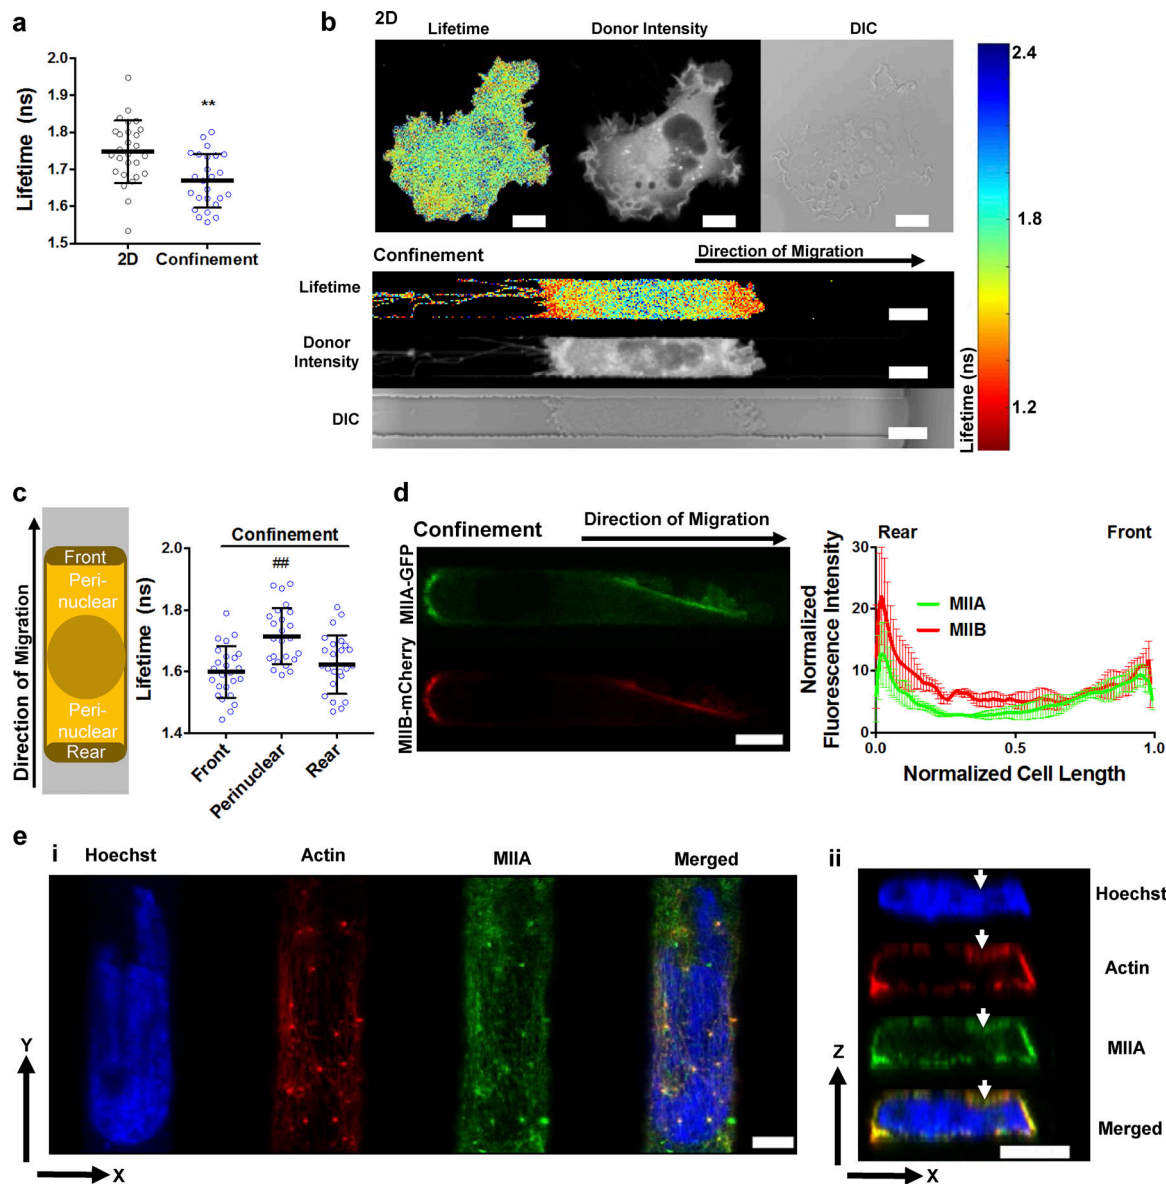 a
Lifetime (ns)
2.0
1.9
1.8
1.7
1.6
1.5
**
2D
Confinement
b
2D
Lifetime
Donor Intensity
DIC
Confinement
Direction of Migration
Lifetime
Donor
Intensity
DIC
2.4
1.8
1.2
Lifetime (ns)
c
Direction of Migration
Front
Peri-
nuclear
Peri-
nuclear
Rear
Confinement
##
Lifetime (ns)
2.0
1.8
1.6
1.4
Front
Perinuclear
Rear
d
Confinement
Direction of Migration
MIIA-GFP
MIIB-mCherry
Rear
Front
Normalized
Fluorescence Intensity
30
20
10
0
MIIA
MIIB
0.0
0.5
1.0
Normalized Cell Length
e
i
Hoechst
Actin
MIIA
Merged
Y
X
ii
Hoechst
Actin
MIIA
Merged
Z
X